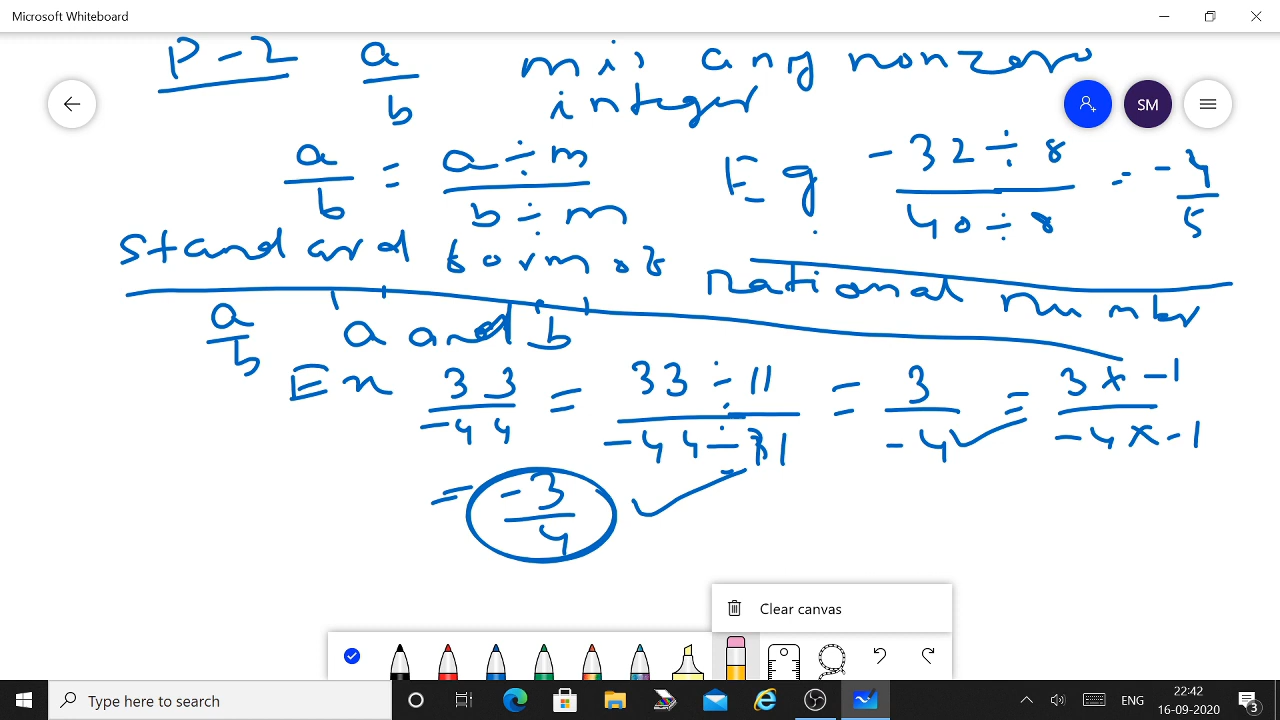 Microsoft Whiteboard
P-2 a/b m is any nonzero
integer
SM
a/b = a ÷ m / b ÷ m Eg. -32 ÷ 8 / 40 ÷ 8 = -4/5
standard form of rational number
a/b 'a' and 'b'
Ex 33/-44 = 33 ÷ 11 / -44 ÷ 11 = 3/-4 = 3 x -1 / -4 x -1
= -3/4
Clear canvas
Type here to search
ENG
22:42
16-09-2020
3